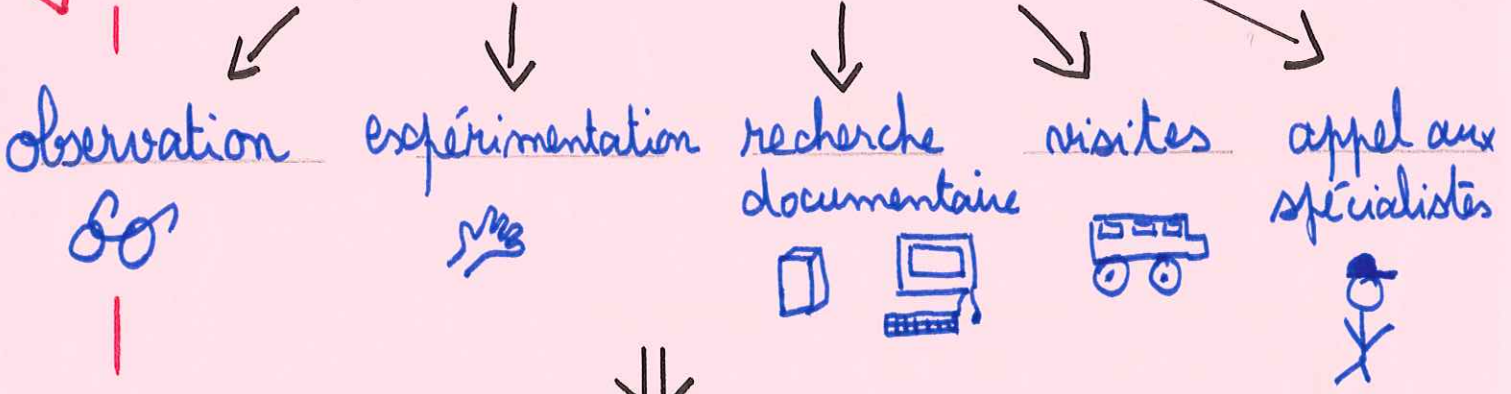 observation
expérimentation
recherche
documentaire
visites
appel aux
spécialistes